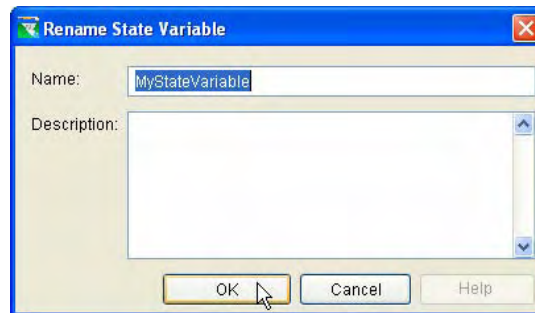 Rename State Variable
Name: MyStateVariable
Description:
OK Cancel Help